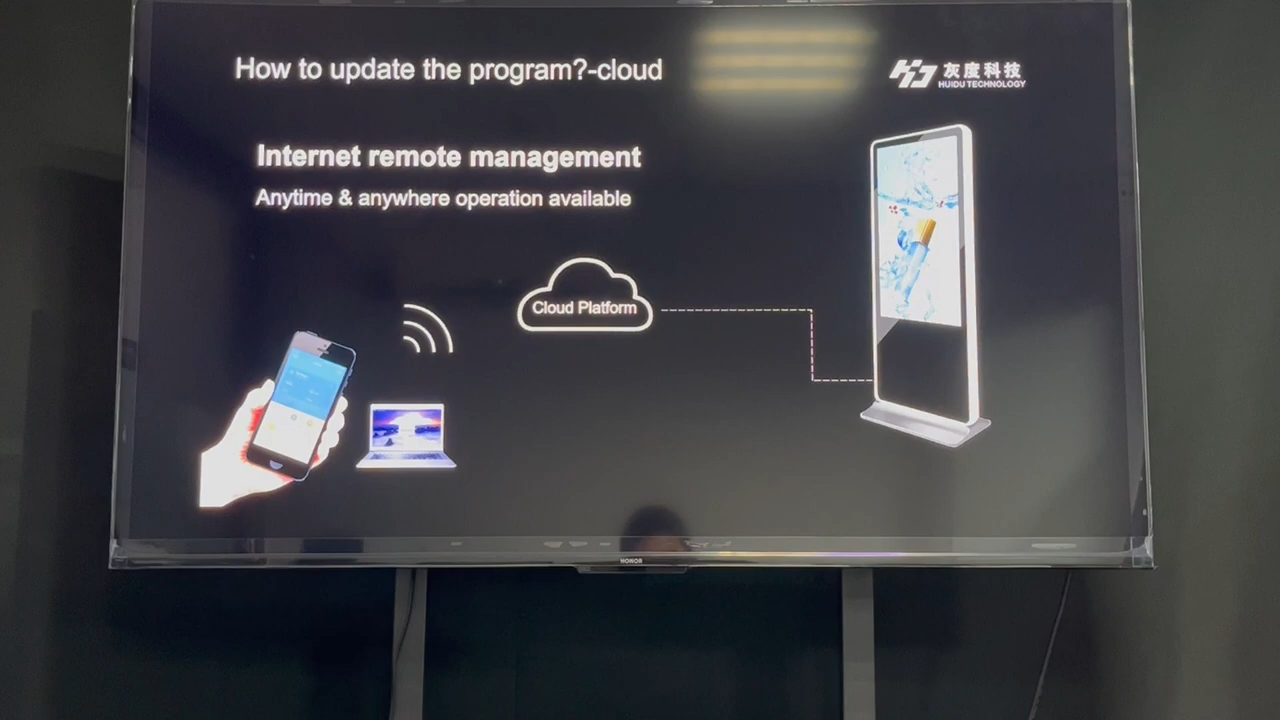 How to update the program?-cloud
灰度科技
HUIDU TECHNOLOGY
Internet remote management
Anytime & anywhere operation available
Cloud Platform
HONOR